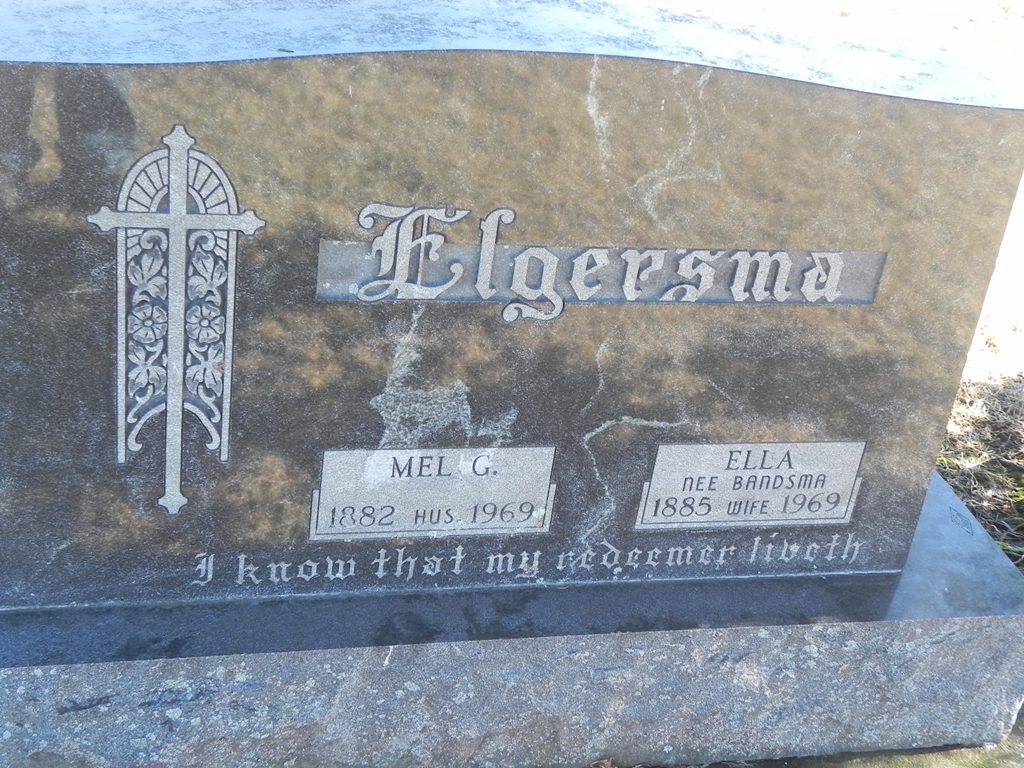 Elgersma
MEL G.
1882 HUS. 1969
ELLA
NEE BANDSMA
1885 WIFE 1969
I know that my redeemer liveth